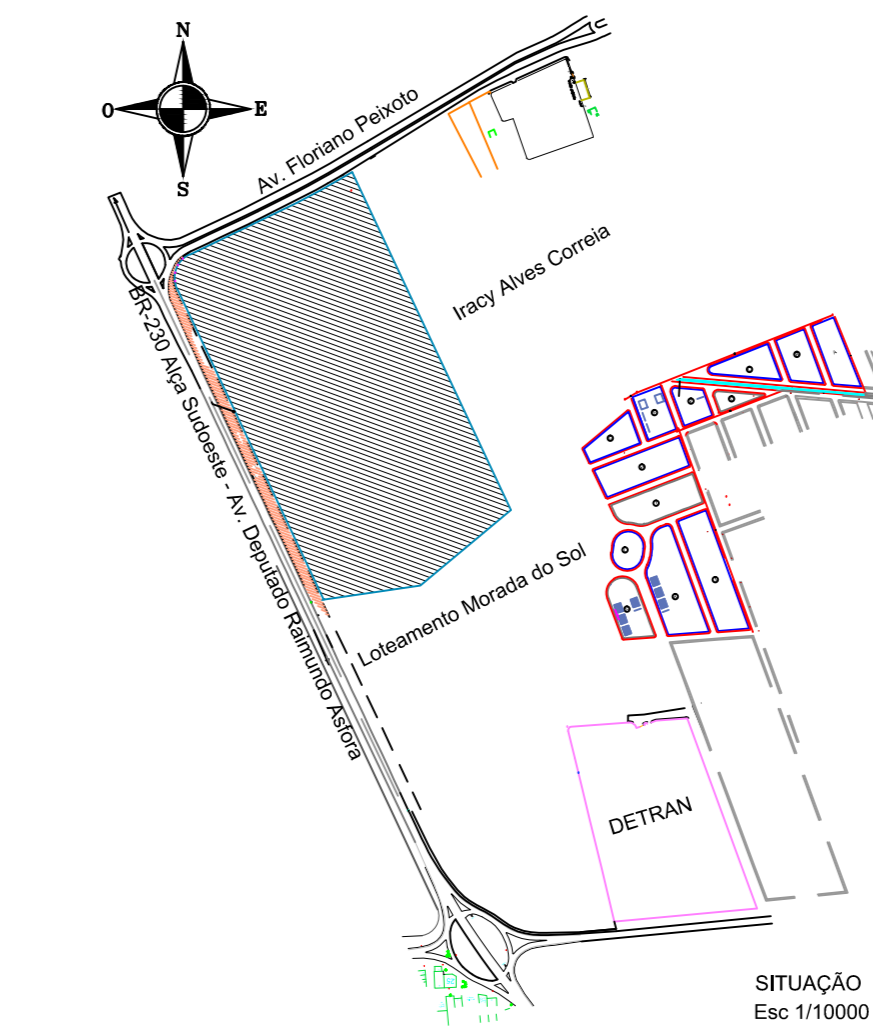 N
O
E
S
Av. Floriano Peixoto
Iracy Alves Correia
BR-230 Alça Sudoeste - Av. Deputado Raimundo Asfora
Loteamento Morada do Sol
DETRAN
SITUAÇÃO
Esc 1/10000